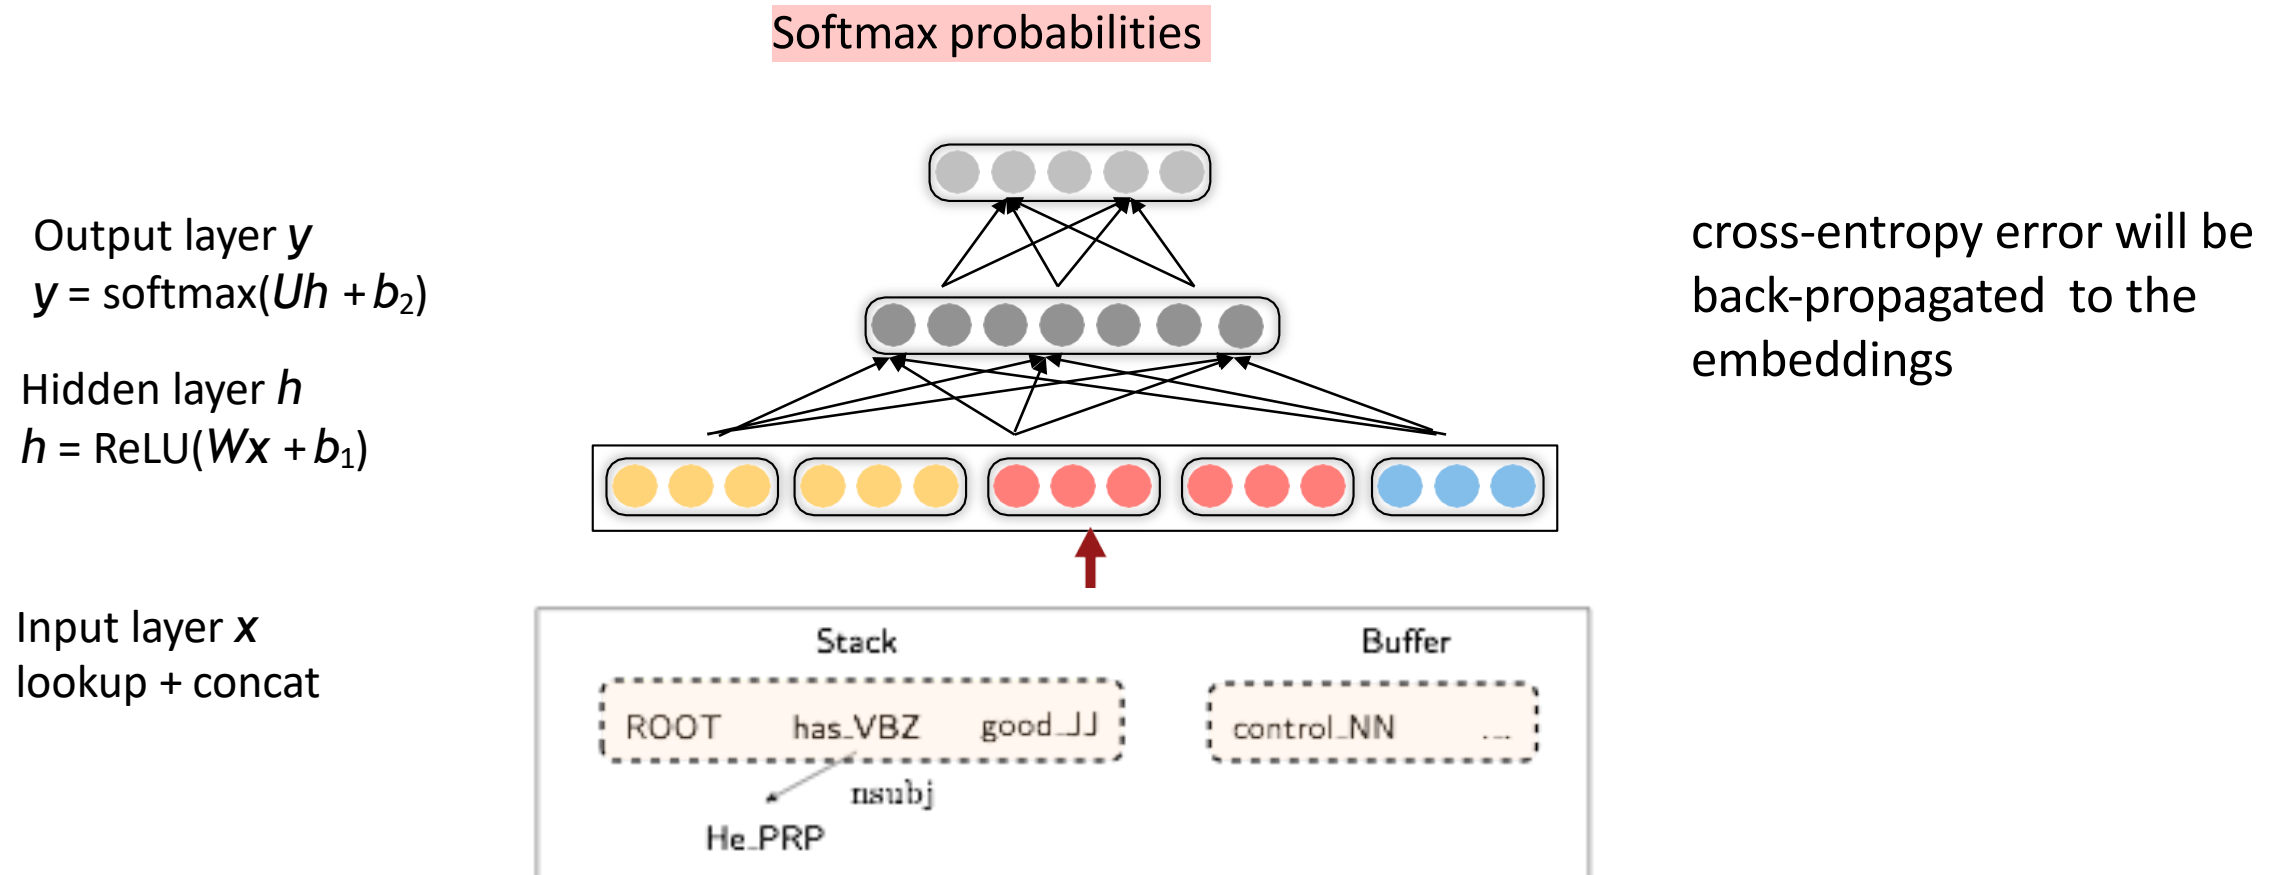 Softmax probabilities
Output layer y
y = softmax(Uh + b₂)
cross-entropy error will be
back-propagated to the
embeddings
Hidden layer h
h = ReLU(Wx + b₁)
Input layer x
lookup + concat
Stack Buffer
ROOT has_VBZ good_JJ control_NN ...
nsubj
He_PRP